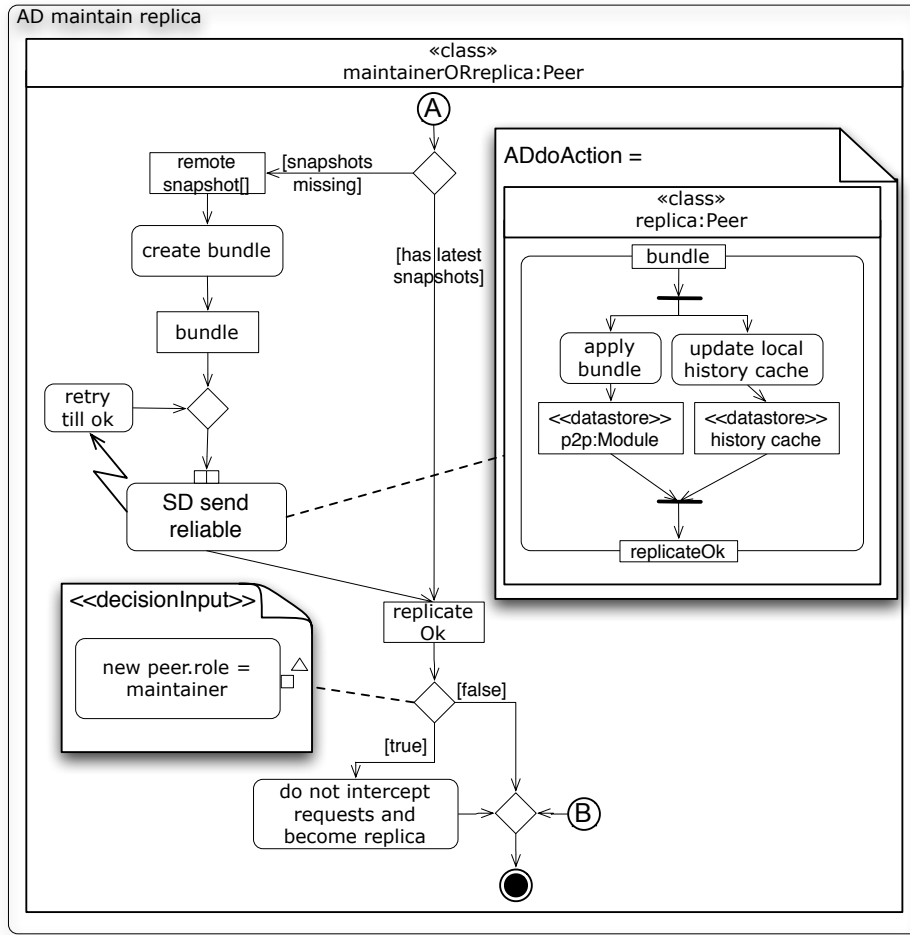 AD maintain replica
«class»
maintainerORreplica:Peer
A
remote
snapshot[]
[snapshots
missing]
create bundle
[has latest
snapshots]
bundle
retry
till ok
SD send
reliable
ADdoAction =
«class»
replica:Peer
bundle
apply
bundle
update local
history cache
<<datastore>>
p2p:Module
<<datastore>>
history cache
replicateOk
<<decisionInput>>
new peer.role =
maintainer
replicate
Ok
[false]
[true]
do not intercept
requests and
become replica
B